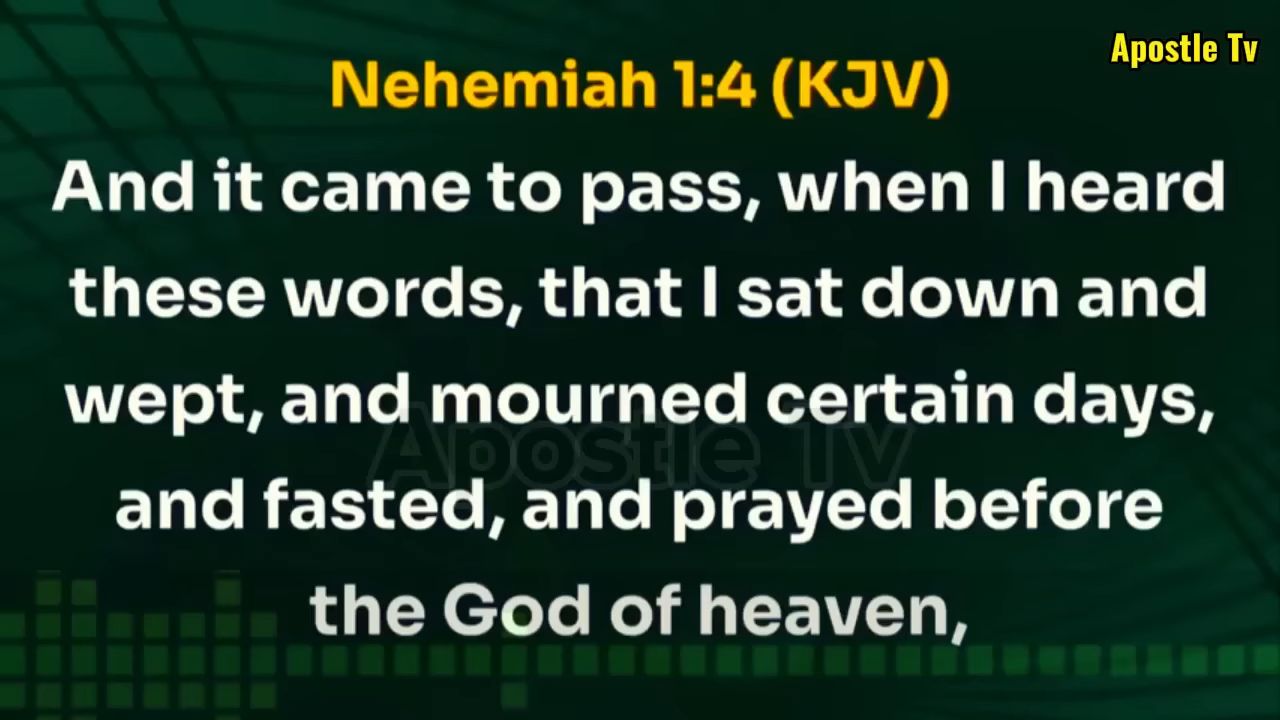 Apostle Tv
Nehemiah 1:4 (KJV)
And it came to pass, when I heard
these words, that I sat down and
wept, and mourned certain days,
Apostle Tv
and fasted, and prayed before
the God of heaven,